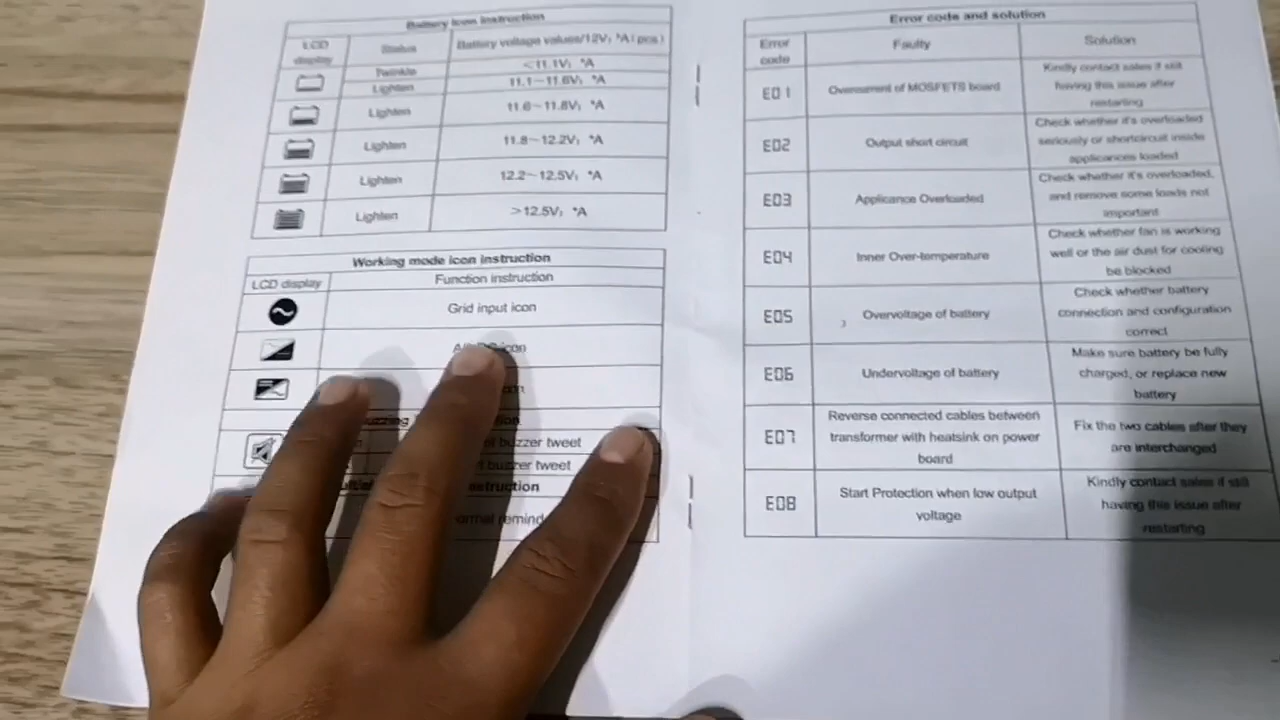 Battery icon instruction
LCD display
Status
Battery voltage values/12V; *A(pcs)
Twinkle
<11.1V; *A
Lighten
11.1~11.6V; *A
Lighten
11.6~11.8V; *A
Lighten
11.8~12.2V; *A
Lighten
12.2~12.5V; *A
Lighten
>12.5V; *A
Working mode icon instruction
LCD display
Function instruction
Grid input icon
icon
buzzer tweet
buzzer tweet
Error code and solution
Error code
Faulty
Solution
E01
Overcurrent of MOSFETS board
Kindly contact sales if still
having this issue after
restarting
E02
Output short circuit
Check whether it's overloaded
seriously or shortcircuit inside
applicances loaded
E03
Applicance Overloaded
Check whether it's overloaded,
and remove some loads not
important
E04
Inner Over-temperature
Check whether fan is working
well or the air dust for cooling
be blocked
E05
Overvoltage of battery
Check whether battery
connection and configuration
correct
E06
Undervoltage of battery
Make sure battery be fully
charged, or replace new
battery
E07
Reverse connected cables between
transformer with heatsink on power
board
Fix the two cables after they
are interchanged
E08
Start Protection when low output
voltage
Kindly contact sales if still
having this issue after
restarting